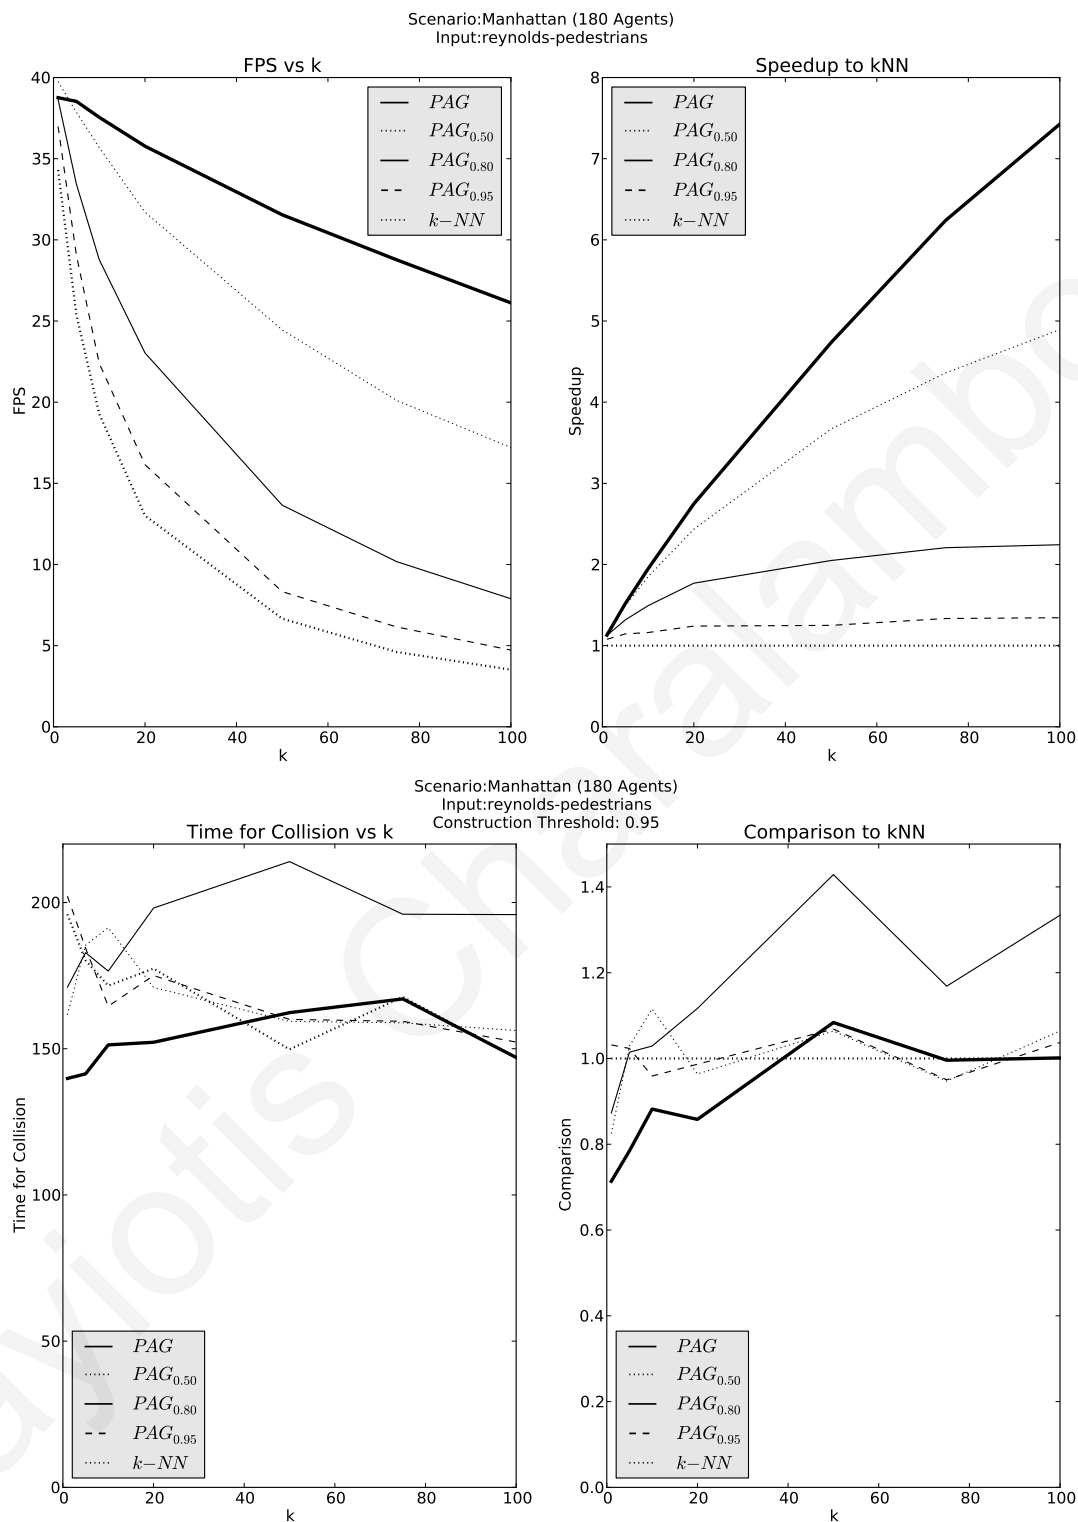 Scenario:Manhattan (180 Agents)
Input:reynolds-pedestrians
FPS vs k
40
35
30
25
20
15
10
5
0
FPS
0 20 40 60 80 100
k
PAG
PAG0.50
PAG0.80
PAG0.95
k−NN
Speedup to kNN
8
7
6
5
4
3
2
1
0
Speedup
0 20 40 60 80 100
k
PAG
PAG0.50
PAG0.80
PAG0.95
k−NN
Scenario:Manhattan (180 Agents)
Input:reynolds-pedestrians
Construction Threshold: 0.95
Time for Collision vs k
200
150
100
50
0
Time for Collision
0 20 40 60 80 100
k
PAG
PAG0.50
PAG0.80
PAG0.95
k−NN
Comparison to kNN
1.4
1.2
1.0
0.8
0.6
0.4
0.2
0.0
Comparison
0 20 40 60 80 100
k
PAG
PAG0.50
PAG0.80
PAG0.95
k−NN
ayiotis Charalambo